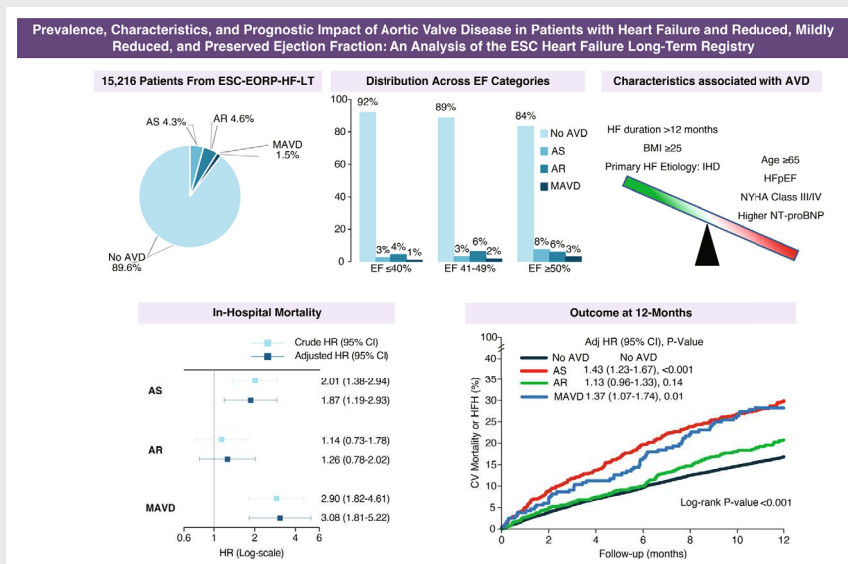 Prevalence, Characteristics, and Prognostic Impact of Aortic Valve Disease in Patients with Heart Failure and Reduced, Mildly
Reduced, and Preserved Ejection Fraction: An Analysis of the ESC Heart Failure Long-Term Registry
15,216 Patients From ESC-EORP-HF-LT
AS 4.3%
AR 4.6%
MAVD
1.5%
No AVD
89.6%
Distribution Across EF Categories
100
80
60
40
20
0
92%
3%
4%
1%
EF ≤40%
89%
3%
6%
2%
EF 41-49%
84%
8%
6%
3%
EF ≥50%
No AVD
AS
AR
MAVD
Characteristics associated with AVD
HF duration >12 months
BMI ≥25
Primary HF Etiology: IHD
Age ≥65
HFpEF
NYHA Class III/IV
Higher NT-proBNP
In-Hospital Mortality
Crude HR (95% CI)
Adjusted HR (95% CI)
AS
2.01 (1.38-2.94)
1.87 (1.19-2.93)
AR
1.14 (0.73-1.78)
1.26 (0.78-2.02)
MAVD
2.90 (1.82-4.61)
3.08 (1.81-5.22)
0.6 1 2 4 6
HR (Log-scale)
Outcome at 12-Months
Adj HR (95% CI), P-Value
No AVD No AVD
AS 1.43 (1.23-1.67), <0.001
AR 1.13 (0.96-1.33), 0.14
MAVD 1.37 (1.07-1.74), 0.01
CV Mortality or HFH (%)
100
40
35
30
25
20
15
10
5
0
Log-rank P-value <0.001
0 2 4 6 8 10 12
Follow-up (months)